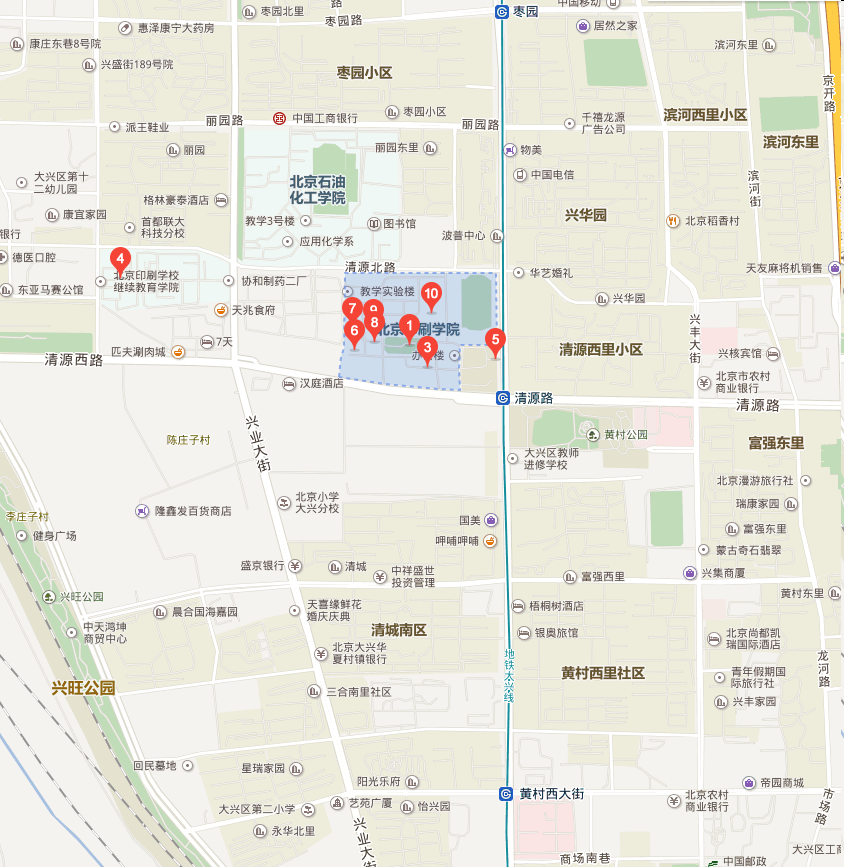 枣园北里
枣园路
枣园
中国移动
居然之家
惠泽康宁大药房
康庄东巷8号院
兴盛街189号院
滨河东里
京开路
枣园小区
丽园路
中国工商银行
枣园小区
丽园路
千禧龙源
广告公司
滨河西里小区
滨河东里
派王鞋业
丽园
丽园东里
物美
中国电信
大兴区第十
二幼儿园
北京石油
化工学院
滨河街
格林豪泰酒店
康宜家园
首都联大
科技分校
教学3号楼
图书馆
兴华园
北京稻香村
银行
应用化学系
波普中心
德医口腔
4
北京印刷学校
继续教育学院
清源北路
华艺婚礼
天友麻将机销售
协和制药二厂
东亚马赛公馆
教学实验楼
10
兴华园
天兆食府
7
9
8
1
北京印刷学院
6
3
5
兴丰大街
7天
匹夫涮肉城
清源西路
办公楼
清源西里小区
兴核宾馆
北京市农村
商业银行
汉庭酒店
清源路
清源路
兴业大街
陈庄子村
黄村公园
富强东里
大兴区教师
进修学校
北京漫游旅行社
北京小学
大兴分校
瑞康家园
隆鑫发百货商店
李庄子村
健身广场
国美
富强东里
呷哺呷哺
蒙古奇石翡翠
盛京银行
清城
中祥盛世
投资管理
富强西里
兴集商厦
兴旺公园
黄村东里
晨合国海嘉园
天喜缘鲜花
婚庆庆典
梧桐树酒店
中天鸿坤
商贸中心
清城南区
银奥旅馆
北京尚都凯
瑞国际酒店
北京大兴华
夏村镇银行
地铁大兴线
龙河路
兴旺公园
三合南里社区
黄村西里社区
青年假期国
际旅行社
兴丰家园
回民墓地
星瑞家园
阳光乐府
帝园商城
大兴区第二小学
艺苑广厦
怡兴园
黄村西大街
北京农村
商业银行
市场路
永华北里
兴业大街
商场南巷
中国邮政
大兴区工商